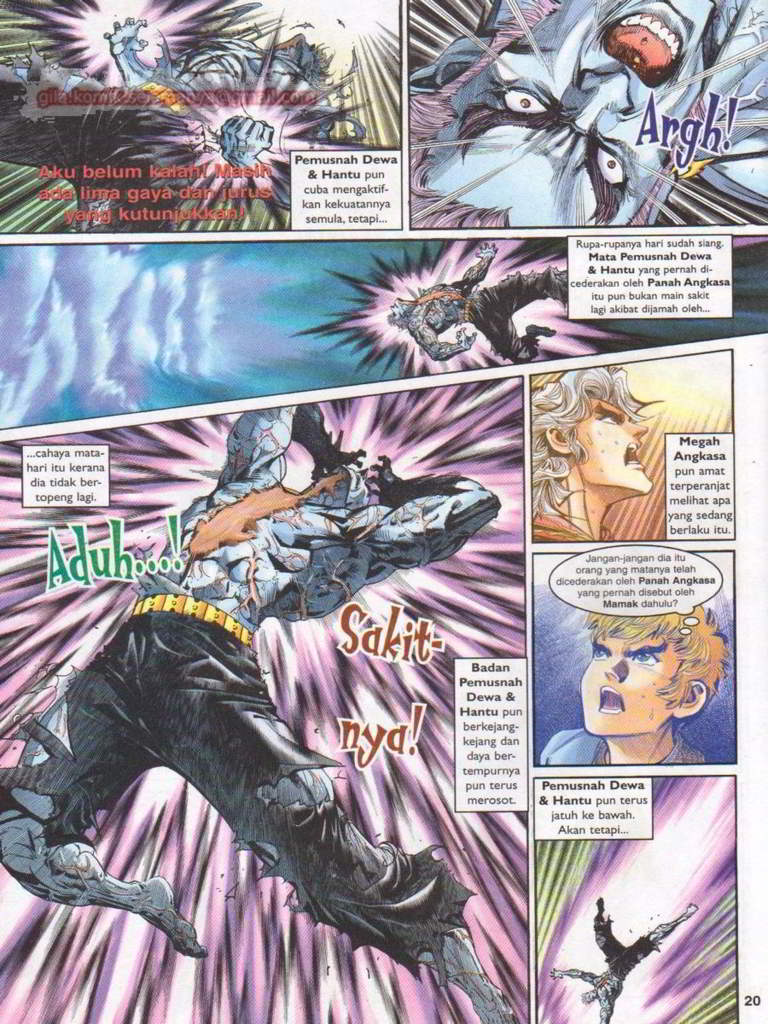 Aku belum kalah! Masih
ada lima gaya dan jurus
yang kutunjukkan!
Pemusnah Dewa
& Hantu pun
cuba mengaktif-
kan kekuatannya
semula, tetapi...
Argh!
Rupa-rupanya hari sudah siang.
Mata Pemusnah Dewa
& Hantu yang pernah di-
cederakan oleh Panah Angkasa
itu pun bukan main sakit
lagi akibat dijamah oleh...
...cahaya mata-
hari itu kerana
dia tidak ber-
topeng lagi.
Aduh....!
Sakit-
nya!
Badan
Pemusnah
Dewa &
Hantu pun
berkejang-
kejang dan
daya ber-
tempurnya
pun terus
merosot.
Megah
Angkasa
pun amat
terperanjat
melihat apa
yang sedang
berlaku itu.
Jangan-jangan dia itu
orang yang matanya telah
dicederakan oleh Panah Angkasa
yang pernah disebut oleh
Mamak dahulu?
Pemusnah Dewa
& Hantu pun terus
jatuh ke bawah.
Akan tetapi...
20